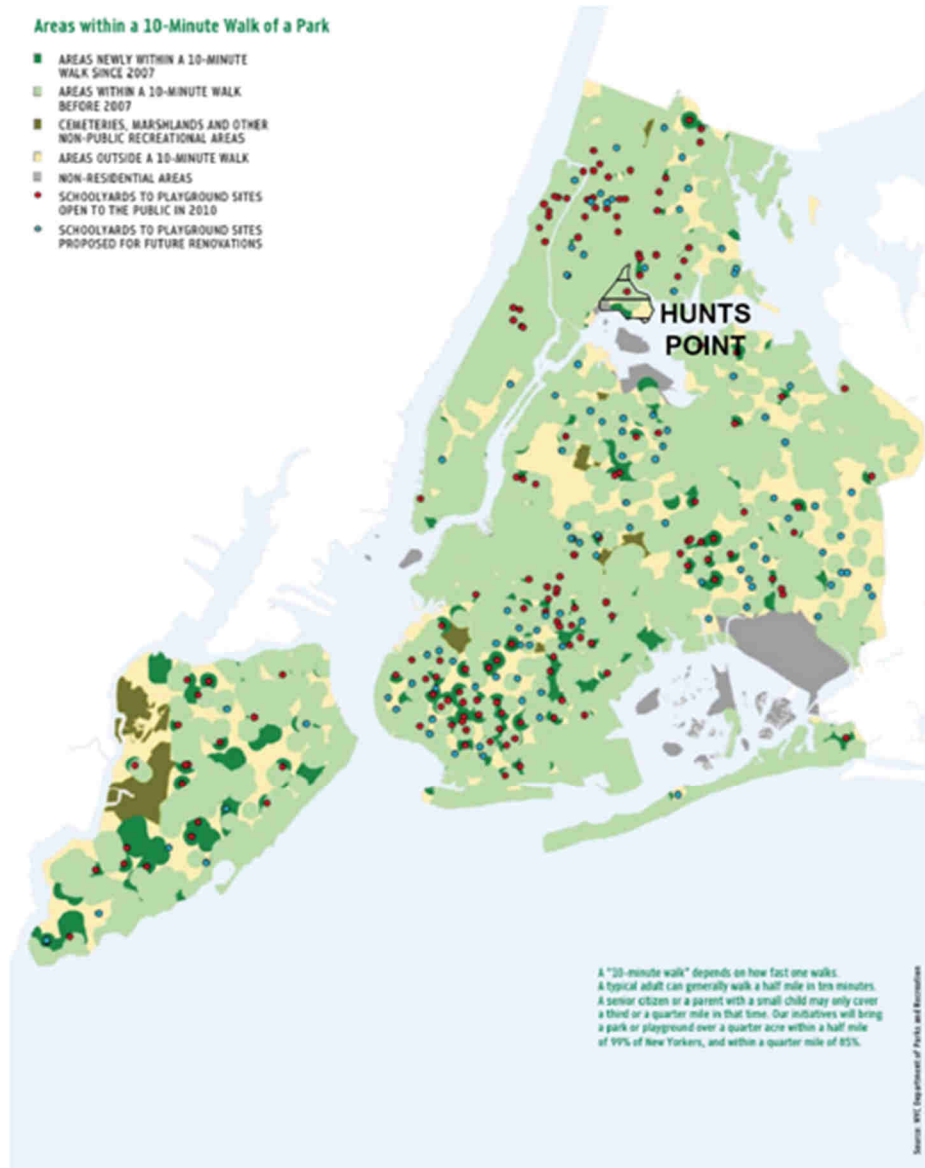 Areas within a 10-Minute Walk of a Park
AREAS NEWLY WITHIN A 10-MINUTE
WALK SINCE 2007
AREAS WITHIN A 10-MINUTE WALK
BEFORE 2007
CEMETERIES, MARSHLANDS AND OTHER
NON-PUBLIC RECREATIONAL AREAS
AREAS OUTSIDE A 10-MINUTE WALK
NON-RESIDENTIAL AREAS
SCHOOLYARDS TO PLAYGROUND SITES
OPEN TO THE PUBLIC IN 2010
SCHOOLYARDS TO PLAYGROUND SITES
PROPOSED FOR FUTURE RENOVATIONS
HUNTS
POINT
A "10-minute walk" depends on how fast one walks.
A typical adult can generally walk a half mile in ten minutes.
A senior citizen or a parent with a small child may only cover
a third or a quarter mile in that time. Our initiatives will bring
a park or playground over a quarter acre within a half mile
of 99% of New Yorkers, and within a quarter mile of 85%.
Source: NYC Department of Parks and Recreation